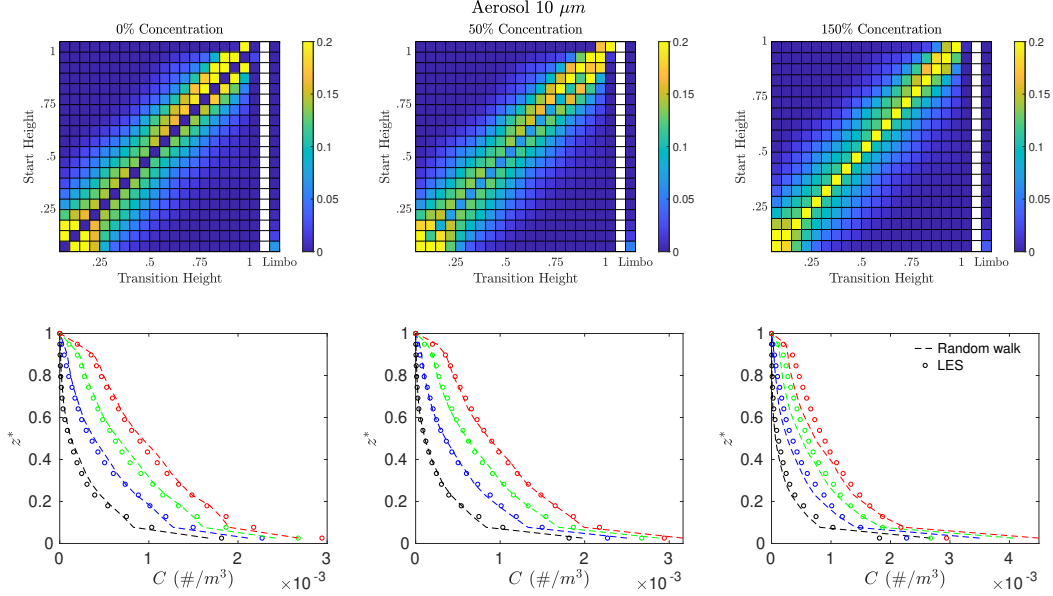 Aerosol 10 μm
0% Concentration
50% Concentration
150% Concentration
1
.75
.5
.25
Start Height
.25 .5 .75 1 Limbo
Transition Height
0.2
0.15
0.1
0.05
0
1
.75
.5
.25
Start Height
.25 .5 .75 1 Limbo
Transition Height
0.2
0.15
0.1
0.05
0
1
.75
.5
.25
Start Height
.25 .5 .75 1 Limbo
Transition Height
0.2
0.15
0.1
0.05
0
1
0.8
0.6
0.4
0.2
0
z*
0 1 2 3
C (#/m³)
×10⁻³
1
0.8
0.6
0.4
0.2
0
z*
0 1 2 3
C (#/m³)
×10⁻³
1
0.8
0.6
0.4
0.2
0
z*
Random walk
LES
0 1 2 3 4
C (#/m³)
×10⁻³